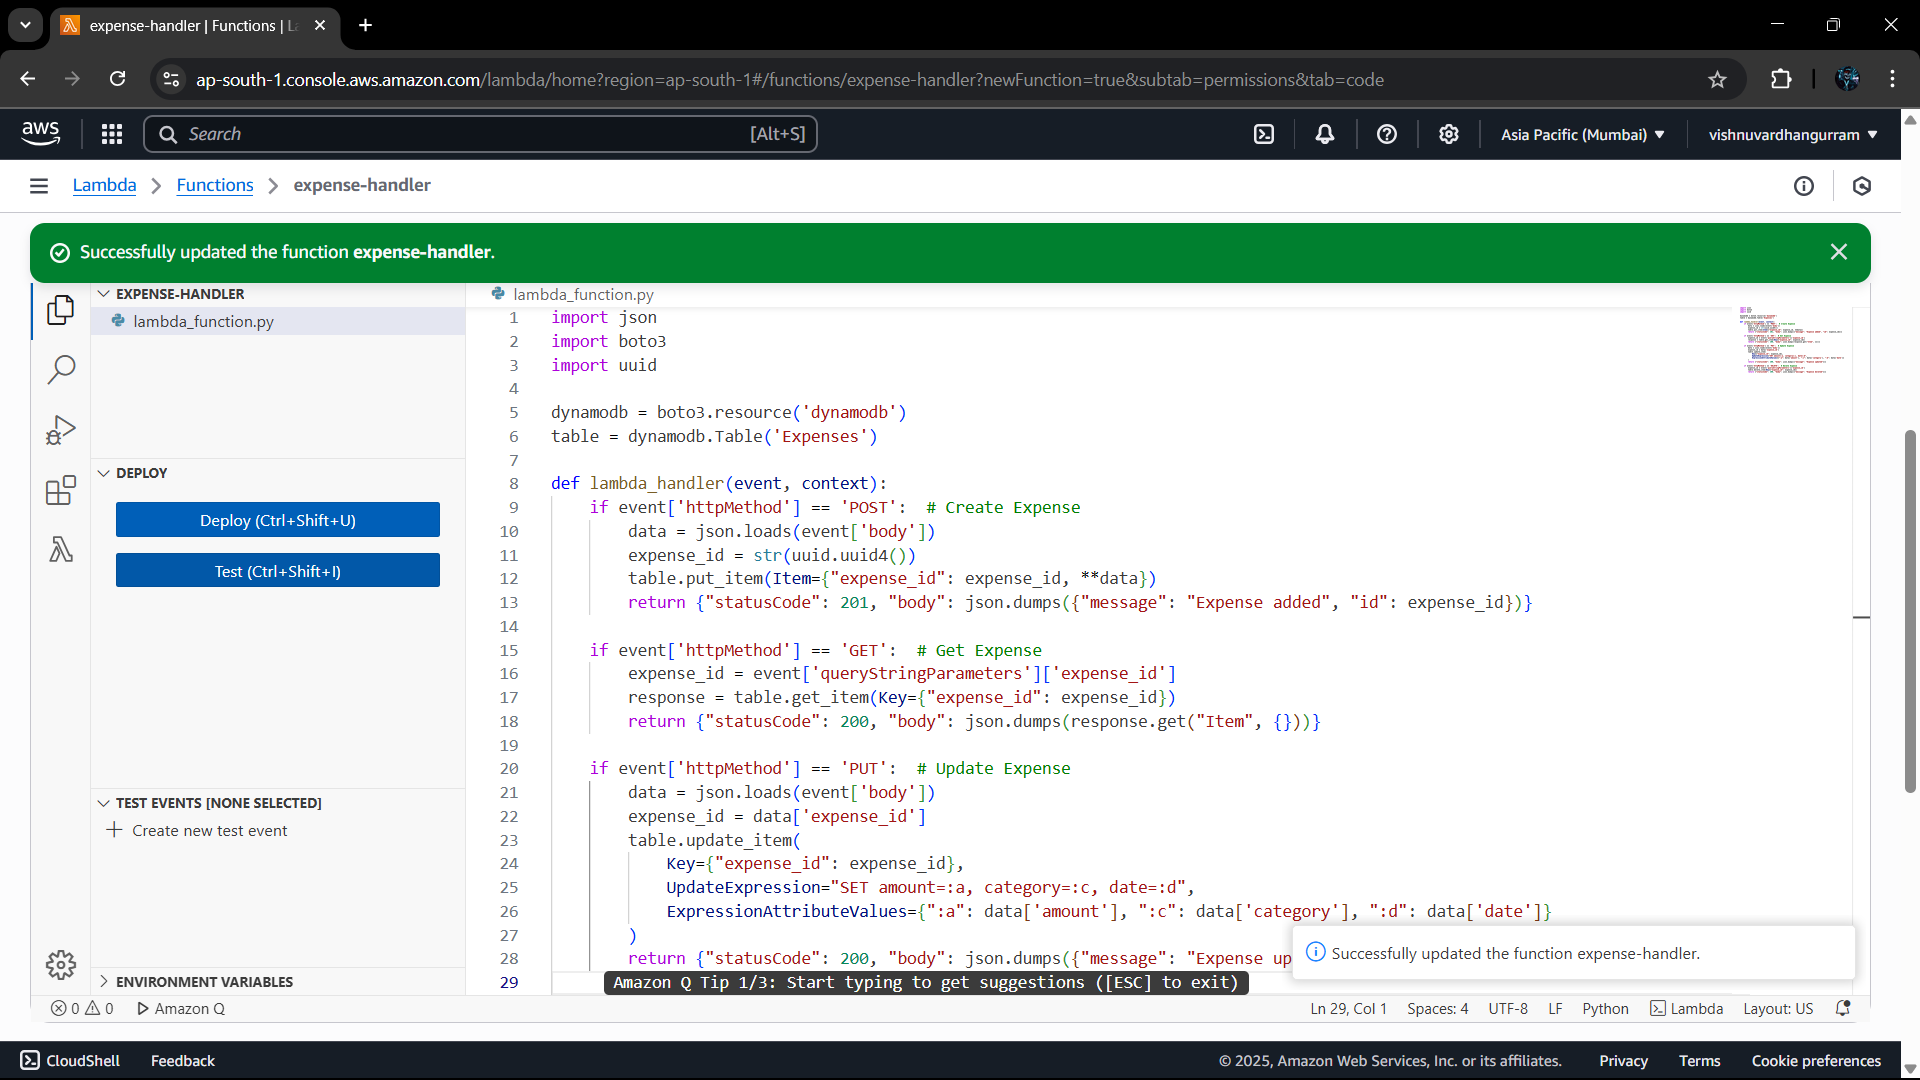 expense-handler | Functions | L
ap-south-1.console.aws.amazon.com/lambda/home?region=ap-south-1#/functions/expense-handler?newFunction=true&subtab=permissions&tab=code
aws
Search
[Alt+S]
Asia Pacific (Mumbai)
vishnuvardhangurram
Lambda
Functions
expense-handler
Successfully updated the function expense-handler.
EXPENSE-HANDLER
lambda_function.py
DEPLOY
Deploy (Ctrl+Shift+U)
Test (Ctrl+Shift+I)
TEST EVENTS [NONE SELECTED]
Create new test event
ENVIRONMENT VARIABLES
lambda_function.py
1 import json
2 import boto3
3 import uuid
4
5 dynamodb = boto3.resource('dynamodb')
6 table = dynamodb.Table('Expenses')
7
8 def lambda_handler(event, context):
9     if event['httpMethod'] == 'POST':  # Create Expense
10         data = json.loads(event['body'])
11         expense_id = str(uuid.uuid4())
12         table.put_item(Item={"expense_id": expense_id, **data})
13         return {"statusCode": 201, "body": json.dumps({"message": "Expense added", "id": expense_id})}
14
15     if event['httpMethod'] == 'GET':  # Get Expense
16         expense_id = event['queryStringParameters']['expense_id']
17         response = table.get_item(Key={"expense_id": expense_id})
18         return {"statusCode": 200, "body": json.dumps(response.get("Item", {}))}
19
20     if event['httpMethod'] == 'PUT':  # Update Expense
21         data = json.loads(event['body'])
22         expense_id = data['expense_id']
23         table.update_item(
24             Key={"expense_id": expense_id},
25             UpdateExpression="SET amount=:a, category=:c, date=:d",
26             ExpressionAttributeValues={":a": data['amount'], ":c": data['category'], ":d": data['date']}
27         )
28         return {"statusCode": 200, "body": json.dumps({"message": "Expense up
29
Amazon Q Tip 1/3: Start typing to get suggestions ([ESC] to exit)
Successfully updated the function expense-handler.
0 0 Amazon Q
Ln 29, Col 1 Spaces: 4 UTF-8 LF Python Lambda Layout: US
CloudShell Feedback
© 2025, Amazon Web Services, Inc. or its affiliates. Privacy Terms Cookie preferences